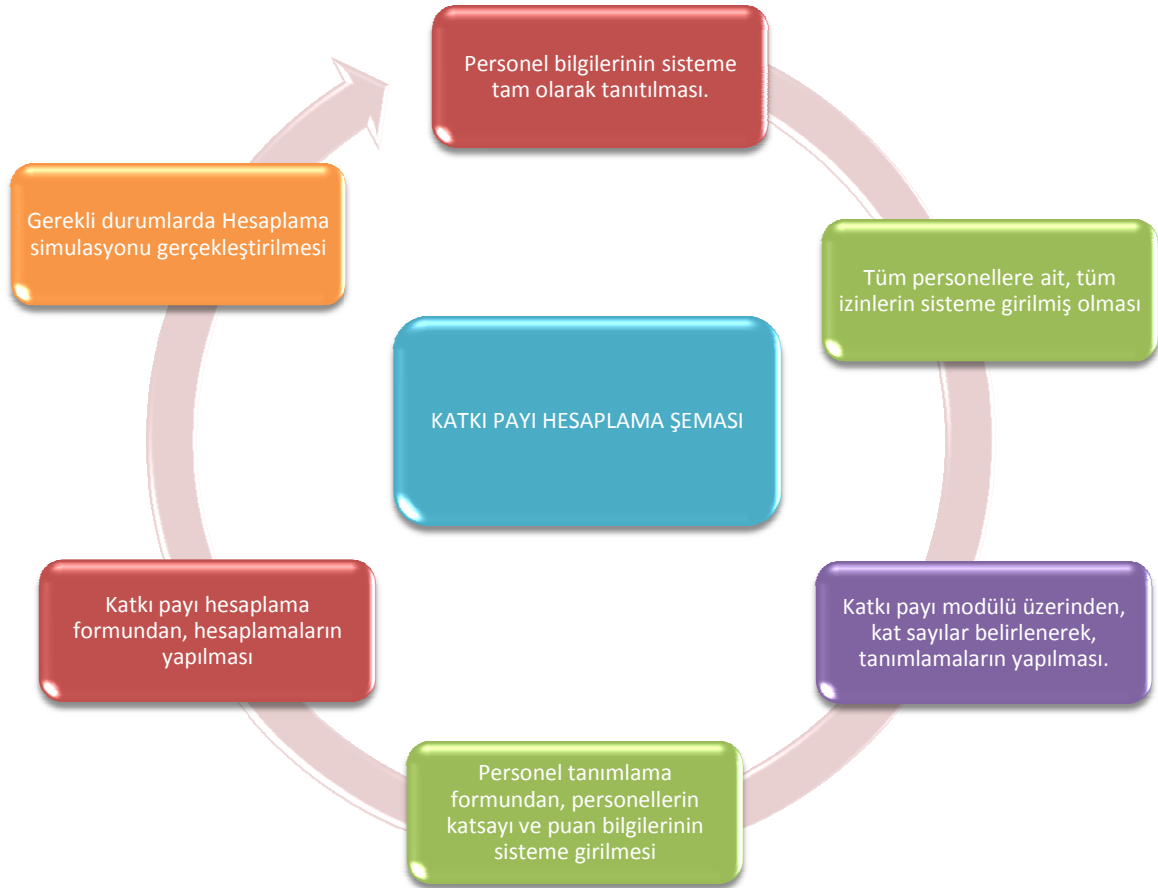 Personel bilgilerinin sisteme
tam olarak tanıtılması.
Tüm personellere ait, tüm
izinlerin sisteme girilmiş olması
Katkı payı modülü üzerinden,
kat sayılar belirlenerek,
tanımlamaların yapılması.
Personel tanımlama
formundan, personellerin
katsayı ve puan bilgilerinin
sisteme girilmesi
Katkı payı hesaplama
formundan, hesaplamaların
yapılması
Gerekli durumlarda Hesaplama
simulasyonu gerçekleştirilmesi
KATKI PAYI HESAPLAMA ŞEMASI